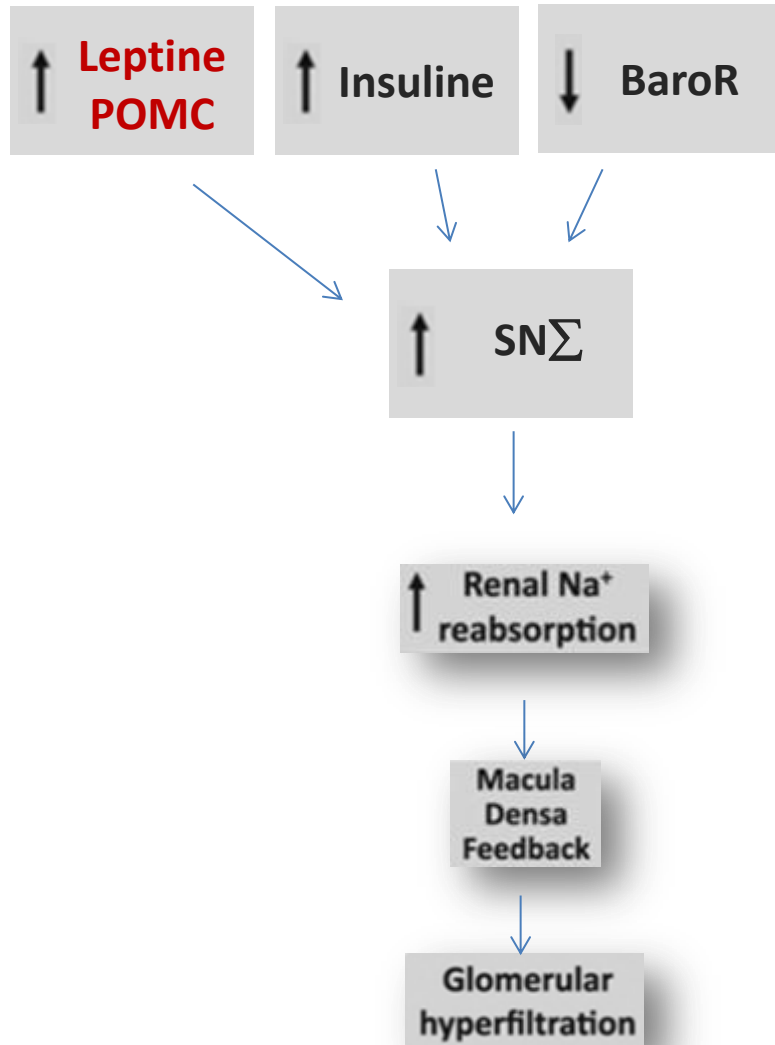 Leptine
POMC
Insuline
BaroR
SN∑
Renal Na⁺
reabsorption
Macula
Densa
Feedback
Glomerular
hyperfiltration